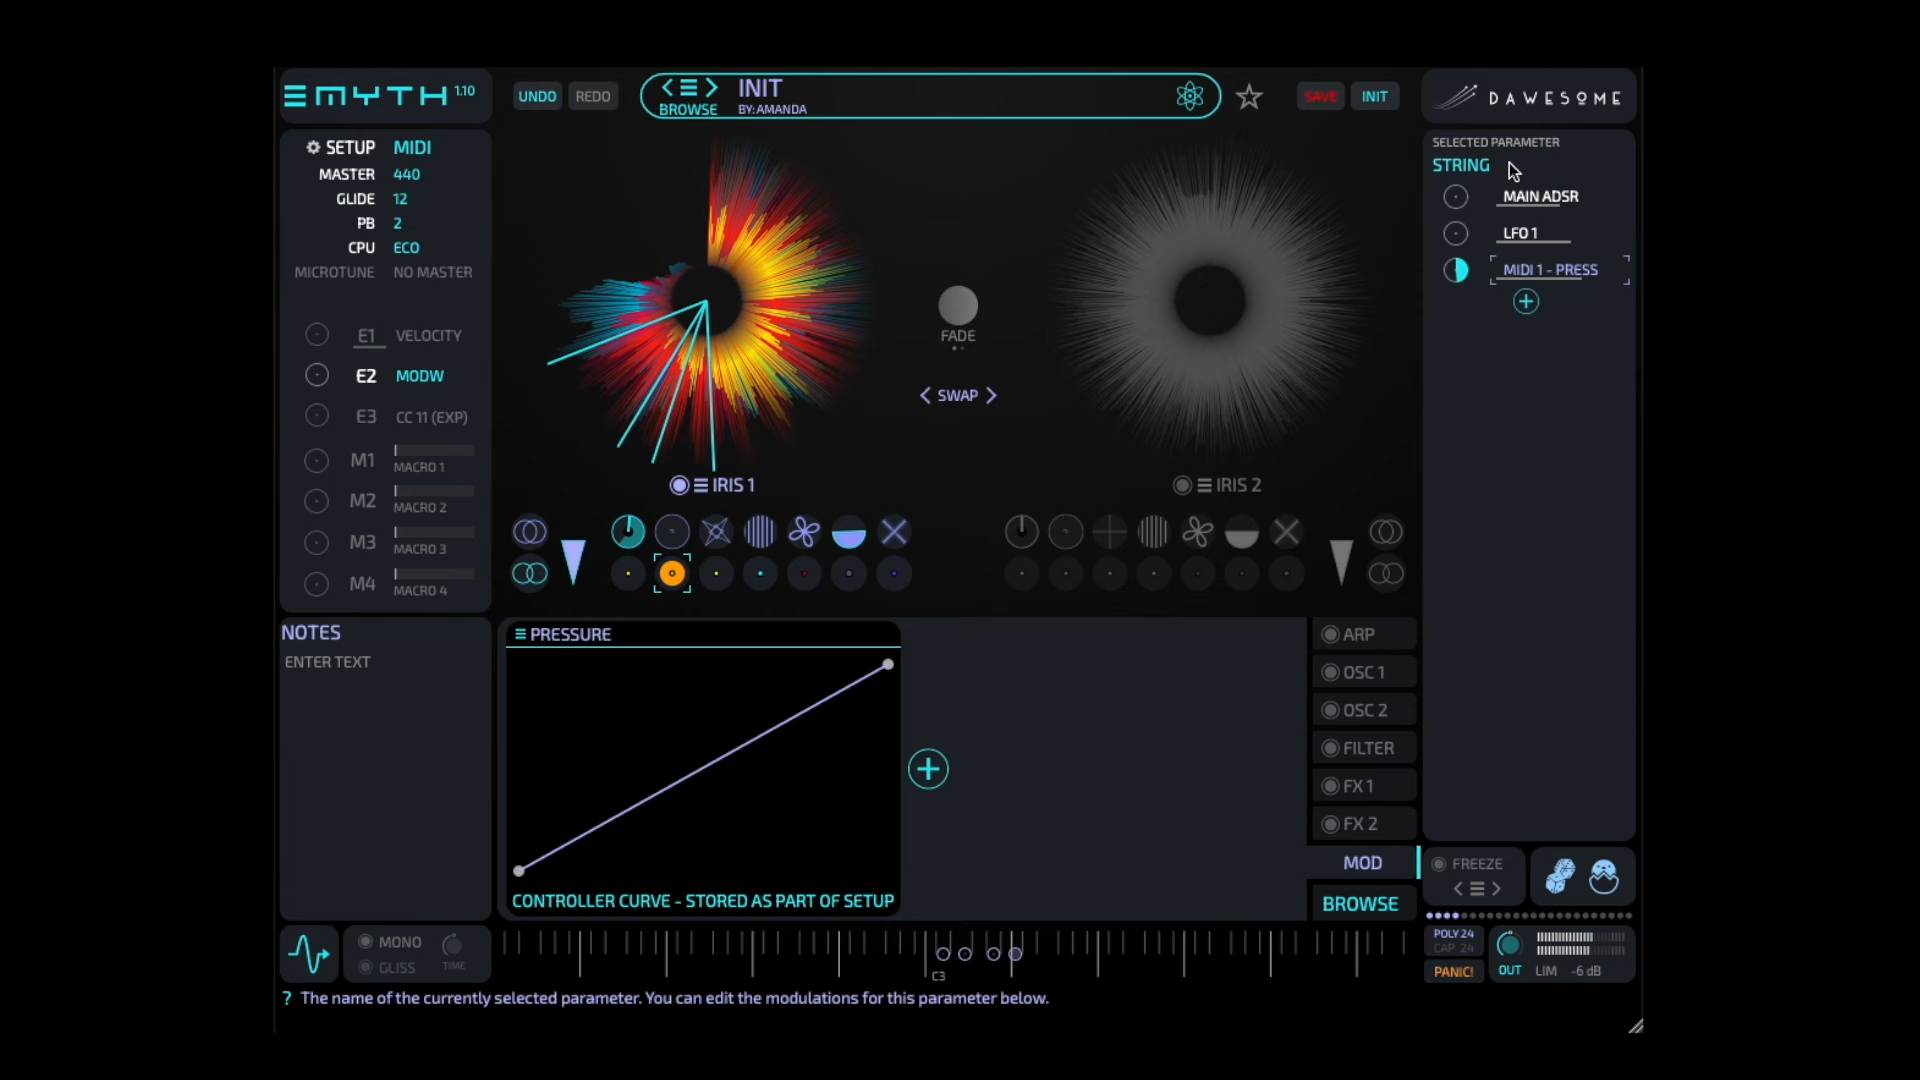 MYTH 1.10
UNDO REDO
BROWSE
INIT
BY: AMANDA
SAVE INIT
DAWESOME
SETUP MIDI
MASTER 440
GLIDE 12
PB 2
CPU ECO
MICROTUNE NO MASTER
E1 VELOCITY
E2 MODW
E3 CC 11 (EXP)
M1 MACRO 1
M2 MACRO 2
M3 MACRO 3
M4 MACRO 4
FADE
SWAP
IRIS 1
IRIS 2
SELECTED PARAMETER
STRING
MAIN ADSR
LFO 1
MIDI 1 - PRESS
NOTES
ENTER TEXT
PRESSURE
CONTROLLER CURVE - STORED AS PART OF SETUP
ARP
OSC 1
OSC 2
FILTER
FX 1
FX 2
MOD
BROWSE
FREEZE
MONO
GLISS
TIME
C3
POLY 24
CAP 24
PANIC!
OUT LIM -6 dB
? The name of the currently selected parameter. You can edit the modulations for this parameter below.